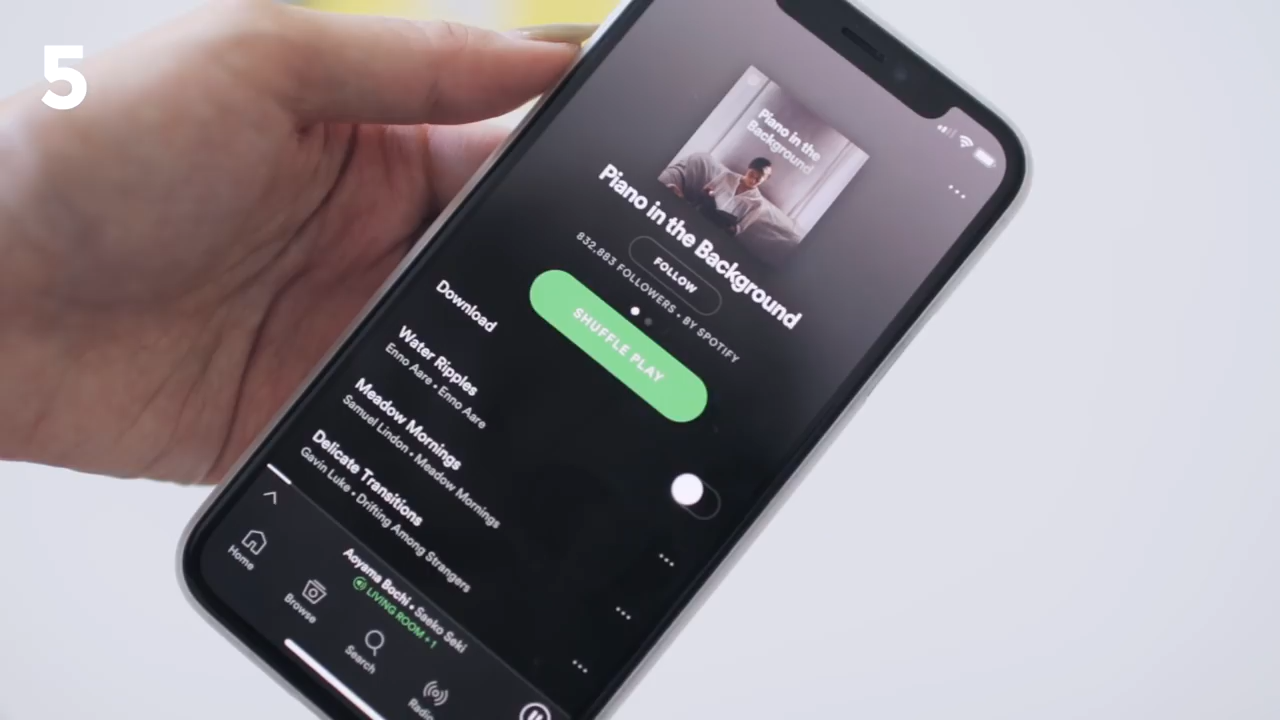 5
Piano in the
Background
Piano in the Background
832,883 FOLLOWERS • BY SPOTIFY
FOLLOW
SHUFFLE PLAY
Download
Water Ripples
Enno Aare • Enno Aare
Meadow Mornings
Samuel Lindon • Meadow Mornings
Delicate Transitions
Gavin Luke • Drifting Among Strangers
Aoyama Bochi • Saeko Seki
LIVING ROOM + 1
Home
Browse
Search
Radio